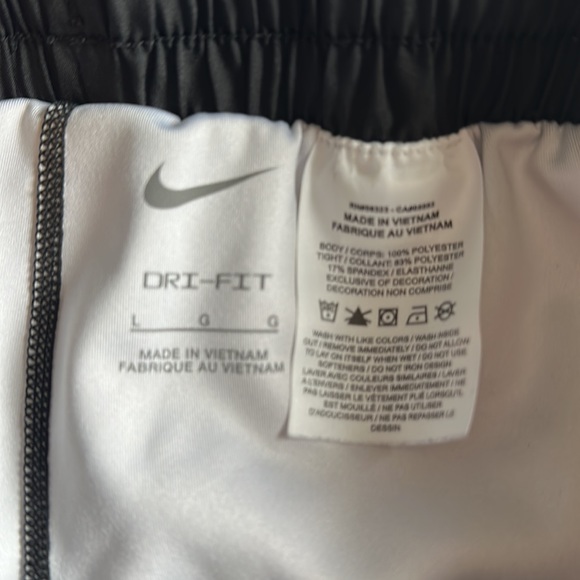 DRI-FIT
L G G
MADE IN VIETNAM
FABRIQUE AU VIETNAM
MADE IN VIETNAM
FABRIQUE AU VIETNAM
BODY / CORPS: 100% POLYESTER
TIGHT / COLLANT: 83% POLYESTER
17% SPANDEX / ELASTHANNE
EXCLUSIVE OF DECORATION /
DECORATION NON COMPRISE
WASH WITH LIKE COLORS / WASH INSIDE
OUT / REMOVE IMMEDIATELY / DO NOT ALLOW
TO LAY ON ITSELF WHEN WET / DO NOT USE
SOFTENERS / DO NOT IRON DESIGN
LAVER AVEC COULEURS SIMILAIRES / LAVER
À L'ENVERS / ENLEVER IMMÉDIATEMENT / NE
PAS LAISSER LE VÊTEMENT PLIÉ LORSQU'IL
EST MOUILLÉ / NE PAS UTILISER
D'ADOUCISSEUR / NE PAS REPASSER LE
DESSIN